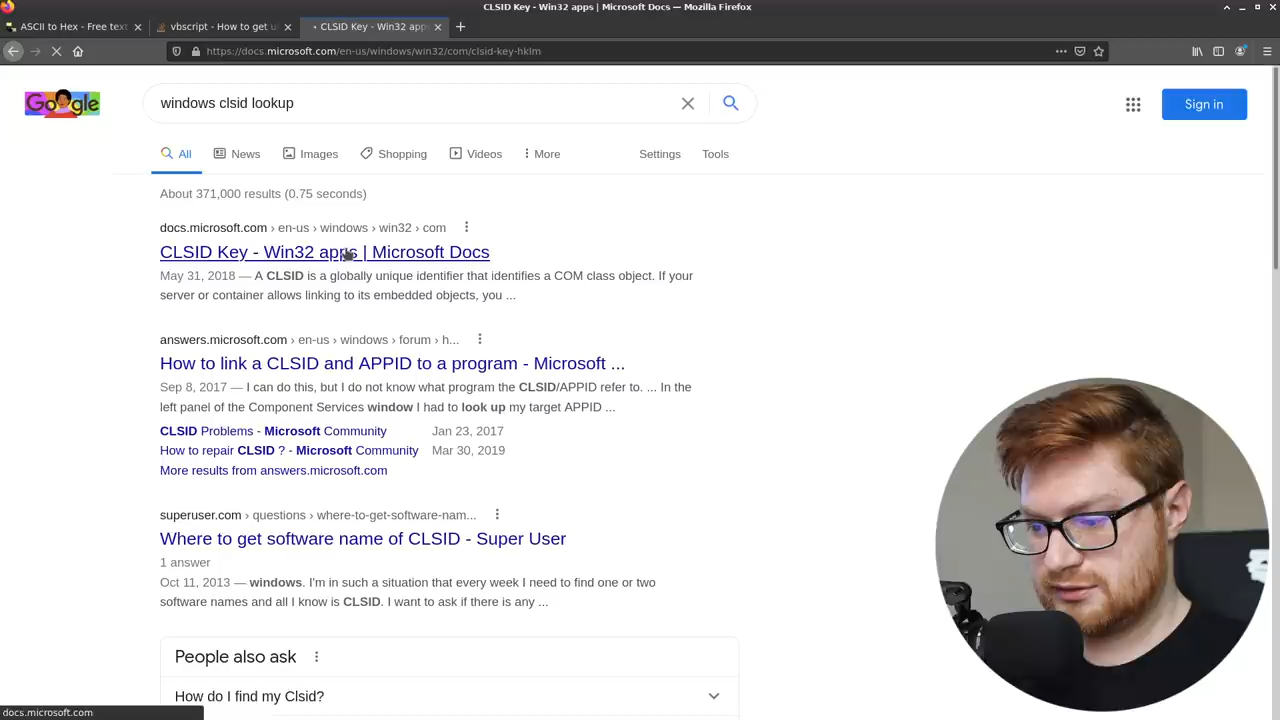 CLSID Key - Win32 apps | Microsoft Docs — Mozilla Firefox
ASCII to Hex - Free text
vbscript - How to get u
CLSID Key - Win32 apps
https://docs.microsoft.com/en-us/windows/win32/com/clsid-key-hklm
Google
windows clsid lookup
Sign in
All
News
Images
Shopping
Videos
More
Settings
Tools
About 371,000 results (0.75 seconds)
docs.microsoft.com › en-us › windows › win32 › com
CLSID Key - Win32 apps | Microsoft Docs
May 31, 2018 — A CLSID is a globally unique identifier that identifies a COM class object. If your
server or container allows linking to its embedded objects, you ...
answers.microsoft.com › en-us › windows › forum › h...
How to link a CLSID and APPID to a program - Microsoft ...
Sep 8, 2017 — I can do this, but I do not know what program the CLSID/APPID refer to. ... In the
left panel of the Component Services window I had to look up my target APPID ...
CLSID Problems - Microsoft Community Jan 23, 2017
How to repair CLSID ? - Microsoft Community Mar 30, 2019
More results from answers.microsoft.com
superuser.com › questions › where-to-get-software-nam...
Where to get software name of CLSID - Super User
1 answer
Oct 11, 2013 — windows. I'm in such a situation that every week I need to find one or two
software names and all I know is CLSID. I want to ask if there is any ...
People also ask
How do I find my Clsid?
docs.microsoft.com